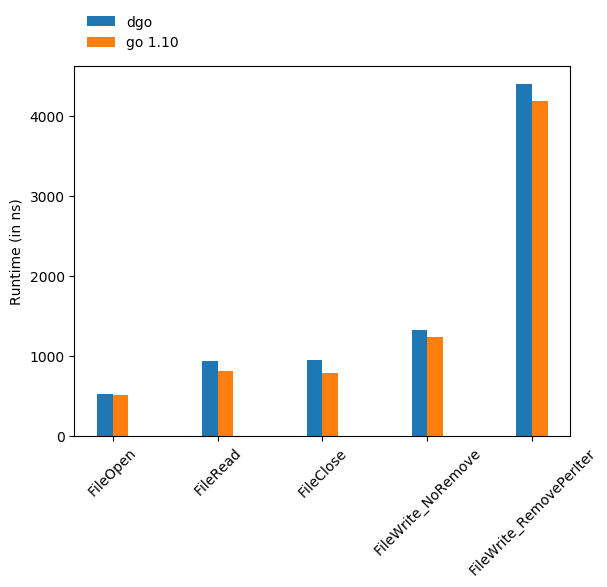 dgo
go 1.10
Runtime (in ns)
4000
3000
2000
1000
0
FileOpen
FileRead
FileClose
FileWrite_NoRemove
FileWrite_RemovePerIter